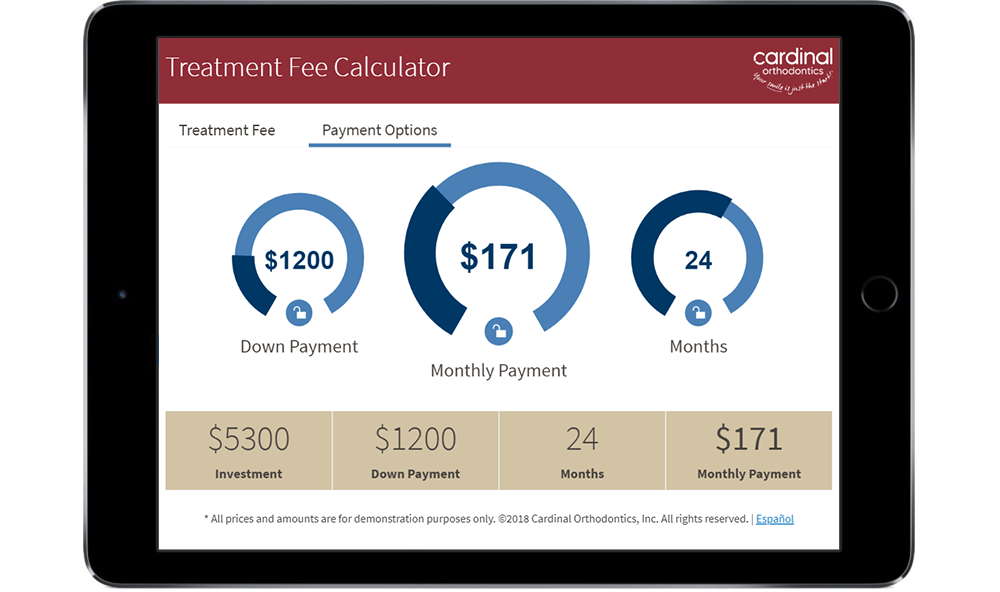 Treatment Fee Calculator
cardinal
orthodontics
your smile is just the start!
Treatment Fee
Payment Options
$1200
Down Payment
$171
Monthly Payment
24
Months
$5300
Investment
$1200
Down Payment
24
Months
$171
Monthly Payment
* All prices and amounts are for demonstration purposes only. ©2018 Cardinal Orthodontics, Inc. All rights reserved. | Español